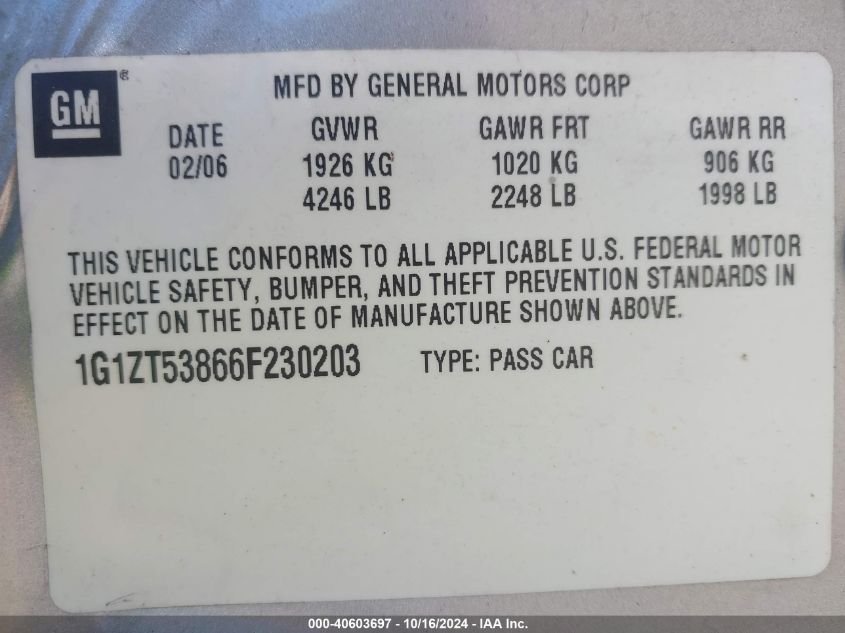 GM®
MFD BY GENERAL MOTORS CORP
DATE GVWR GAWR FRT GAWR RR
02/06 1926 KG 1020 KG 906 KG
4246 LB 2248 LB 1998 LB
THIS VEHICLE CONFORMS TO ALL APPLICABLE U.S. FEDERAL MOTOR
VEHICLE SAFETY, BUMPER, AND THEFT PREVENTION STANDARDS IN
EFFECT ON THE DATE OF MANUFACTURE SHOWN ABOVE.
1G1ZT53866F230203 TYPE: PASS CAR
000-40603697 - 10/16/2024 - IAA Inc.